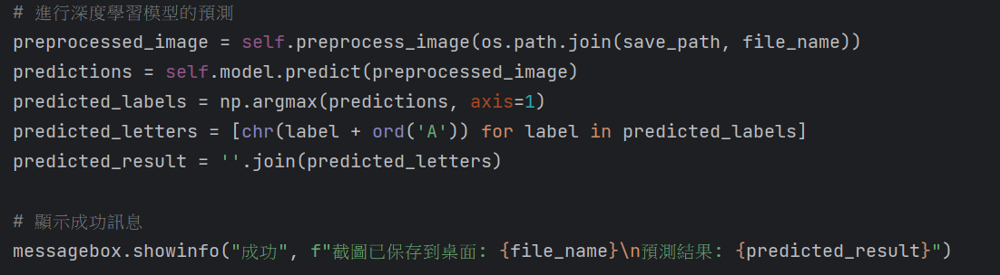 # 進行深度學習模型的預測
preprocessed_image = self.preprocess_image(os.path.join(save_path, file_name))
predictions = self.model.predict(preprocessed_image)
predicted_labels = np.argmax(predictions, axis=1)
predicted_letters = [chr(label + ord('A')) for label in predicted_labels]
predicted_result = ''.join(predicted_letters)
# 顯示成功訊息
messagebox.showinfo("成功", f"截圖已保存到桌面: {file_name}\n預測結果: {predicted_result}")